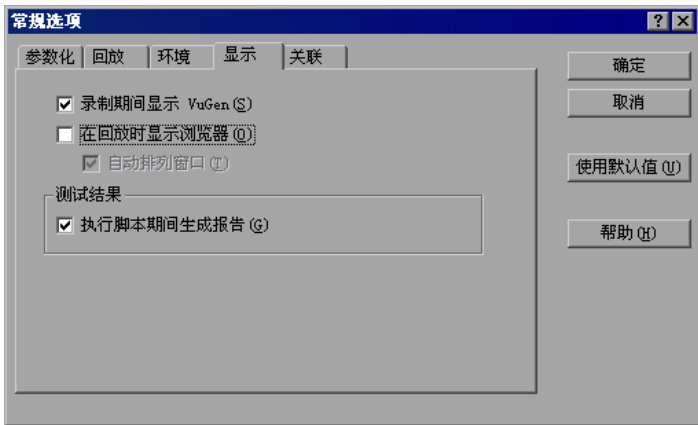 常规选项
参数化 回放 环境 显示 关联
录制期间显示 VuGen(S)
在回放时显示浏览器(O)
自动排列窗口(T)
测试结果
执行脚本期间生成报告(G)
确定
取消
使用默认值(U)
帮助(H)